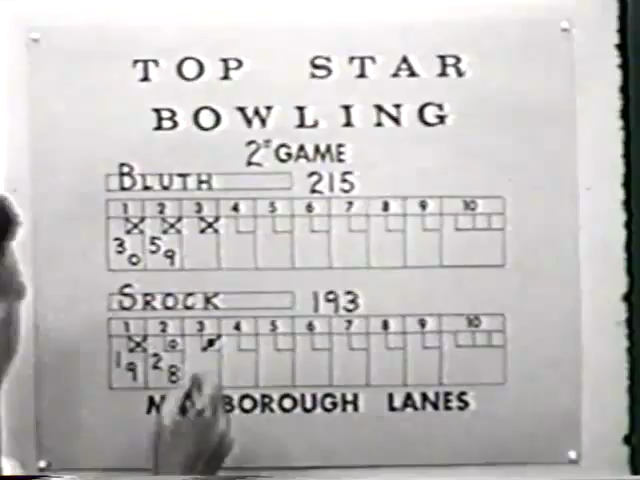 TOP STAR
BOWLING
2ᴺᴰ GAME
BLUTH 215
1 2 3 4 5 6 7 8 9 10
X X X
30 59
SROCK 193
1 2 3 4 5 6 7 8 9 10
X
19 28
BOROUGH LANES